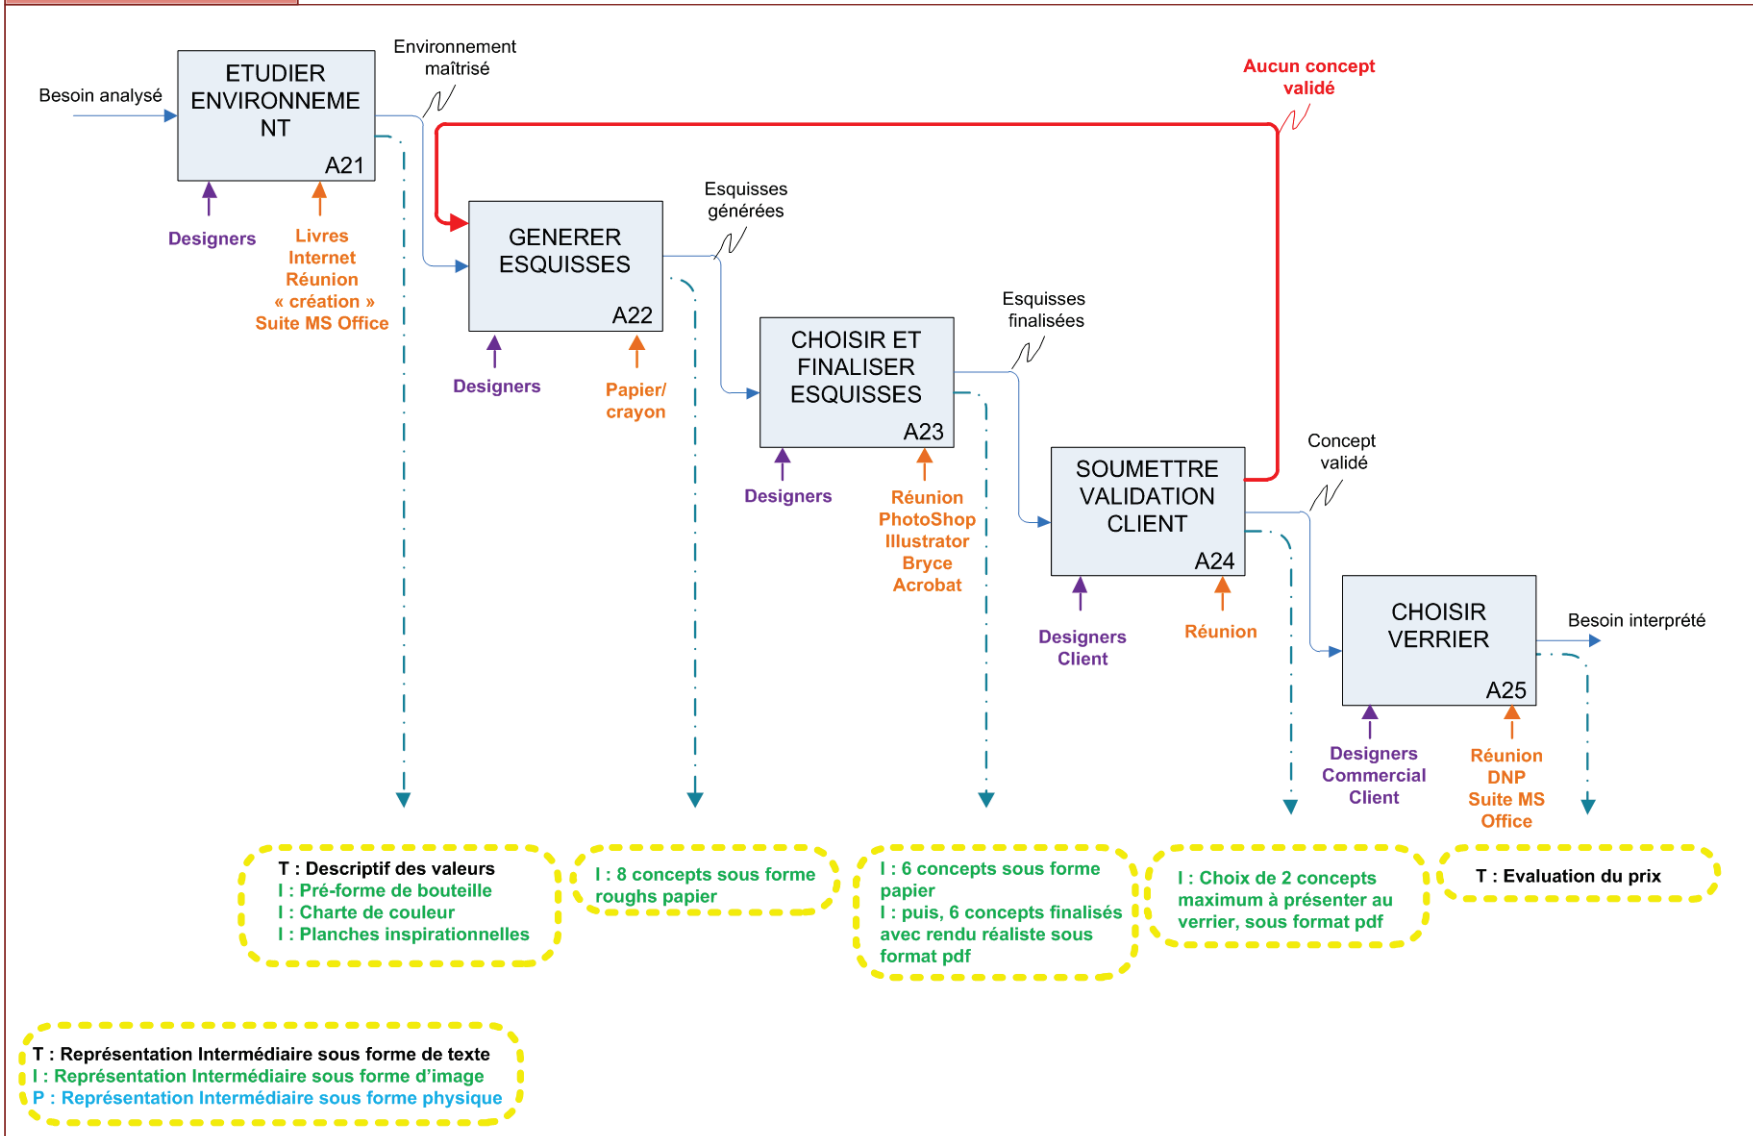 Besoin analysé
ETUDIER
ENVIRONNEME
NT
A21
Environnement
maîtrisé
Designers
Livres
Internet
Réunion
« création »
Suite MS Office
Aucun concept
validé
GENERER
ESQUISSES
A22
Esquisses
générées
Designers
Papier/
crayon
CHOISIR ET
FINALISER
ESQUISSES
A23
Esquisses
finalisées
Designers
Réunion
PhotoShop
Illustrator
Bryce
Acrobat
SOUMETTRE
VALIDATION
CLIENT
A24
Concept
validé
Designers
Client
Réunion
CHOISIR
VERRIER
A25
Besoin interprété
Designers
Commercial
Client
Réunion
DNP
Suite MS
Office
T : Descriptif des valeurs
I : Pré-forme de bouteille
I : Charte de couleur
I : Planches inspirationnelles
I : 8 concepts sous forme
roughs papier
I : 6 concepts sous forme
papier
I : puis, 6 concepts finalisés
avec rendu réaliste sous
format pdf
I : Choix de 2 concepts
maximum à présenter au
verrier, sous format pdf
T : Evaluation du prix
T : Représentation Intermédiaire sous forme de texte
I : Représentation Intermédiaire sous forme d'image
P : Représentation Intermédiaire sous forme physique